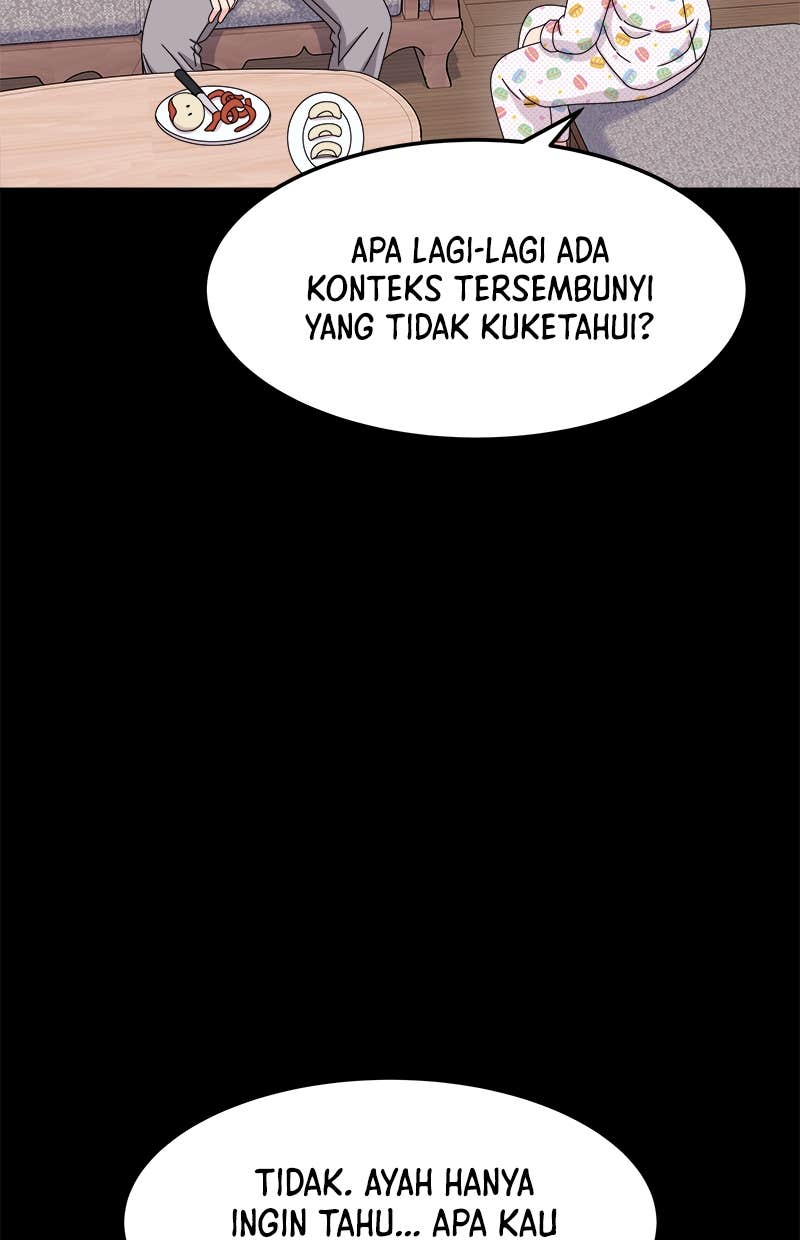 APA LAGI-LAGI ADA
KONTEKS TERSEMBUNYI
YANG TIDAK KUKETAHUI?
TIDAK. AYAH HANYA
INGIN TAHU... APA KAU